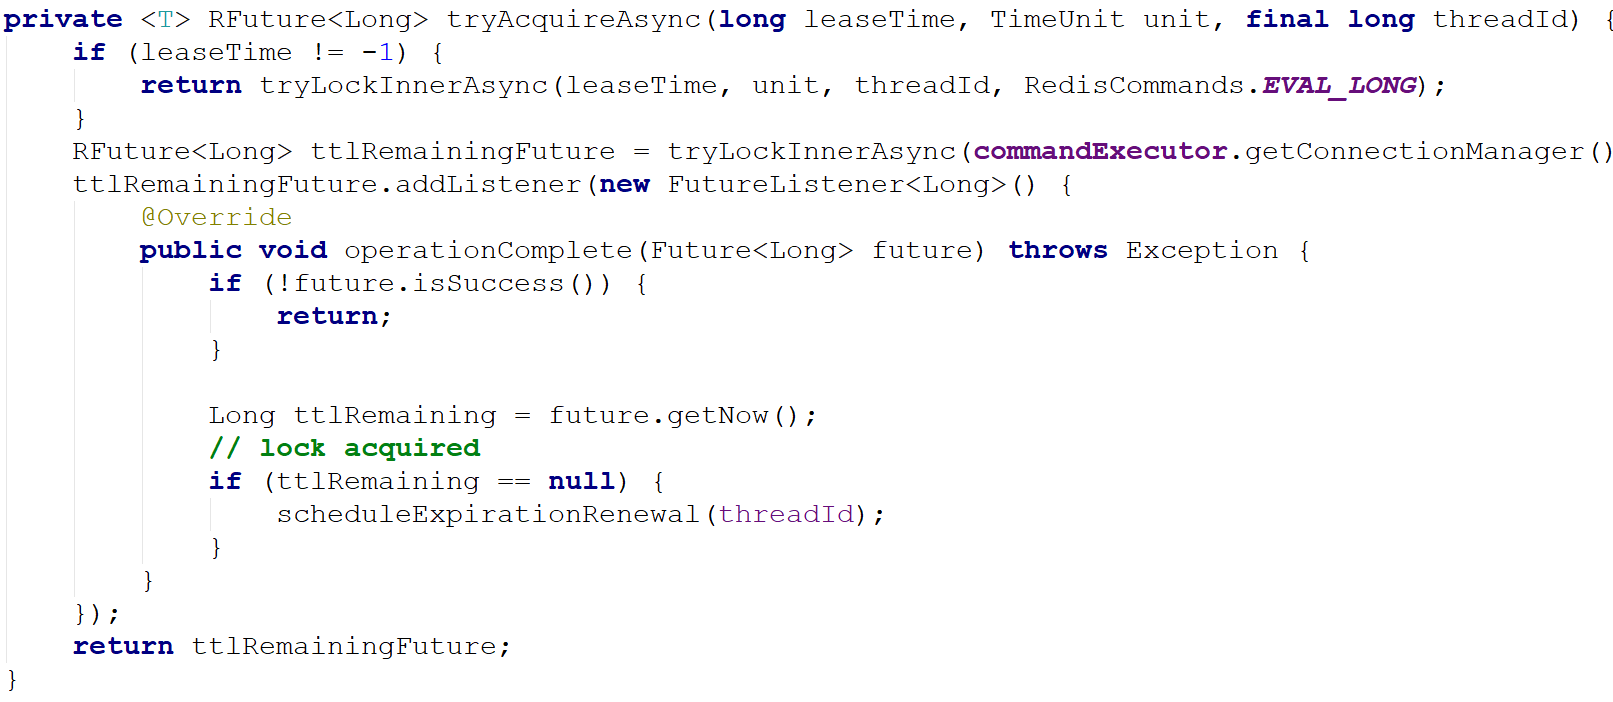 private <T> RFuture<Long> tryAcquireAsync(long leaseTime, TimeUnit unit, final long threadId) {
    if (leaseTime != -1) {
        return tryLockInnerAsync(leaseTime, unit, threadId, RedisCommands.EVAL_LONG);
    }
    RFuture<Long> ttlRemainingFuture = tryLockInnerAsync(commandExecutor.getConnectionManager()
    ttlRemainingFuture.addListener(new FutureListener<Long>() {
        @Override
        public void operationComplete(Future<Long> future) throws Exception {
            if (!future.isSuccess()) {
                return;
            }

            Long ttlRemaining = future.getNow();
            // lock acquired
            if (ttlRemaining == null) {
                scheduleExpirationRenewal(threadId);
            }
        }
    });
    return ttlRemainingFuture;
}